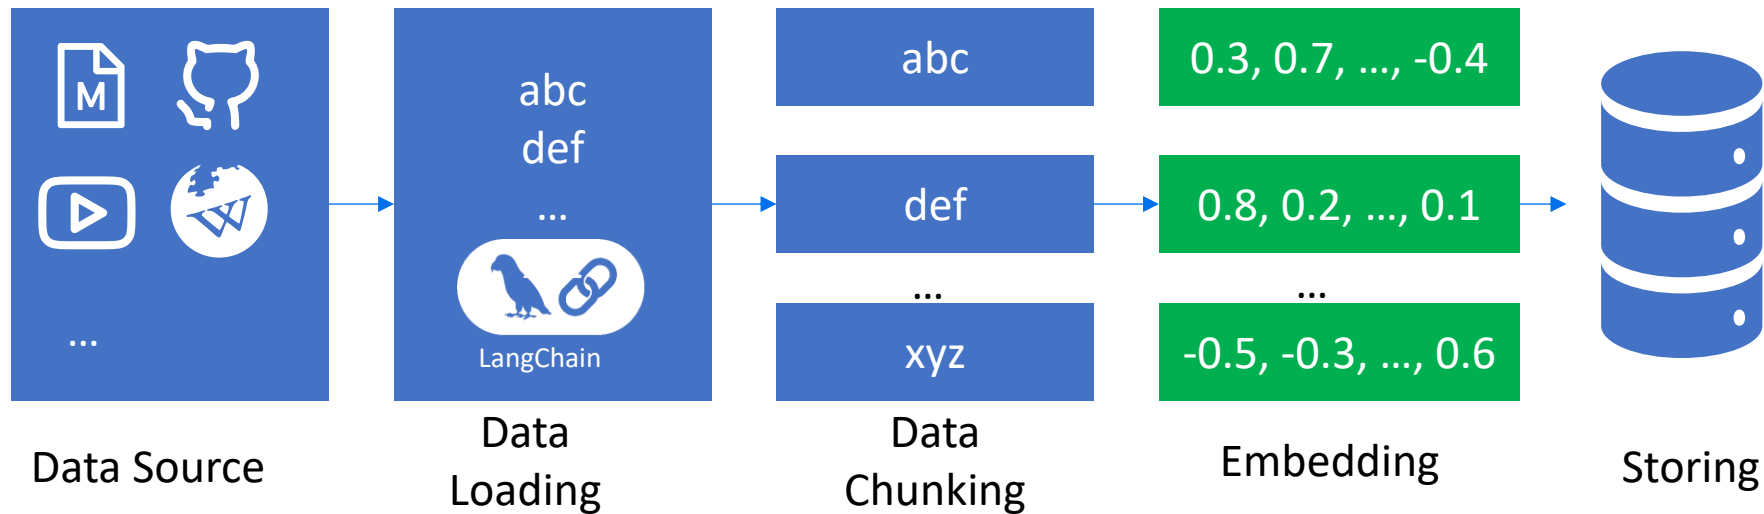 M
W
...
Data Source
abc
def
...
LangChain
Data
Loading
abc
def
...
xyz
Data
Chunking
0.3, 0.7, ..., -0.4
0.8, 0.2, ..., 0.1
...
-0.5, -0.3, ..., 0.6
Embedding
Storing